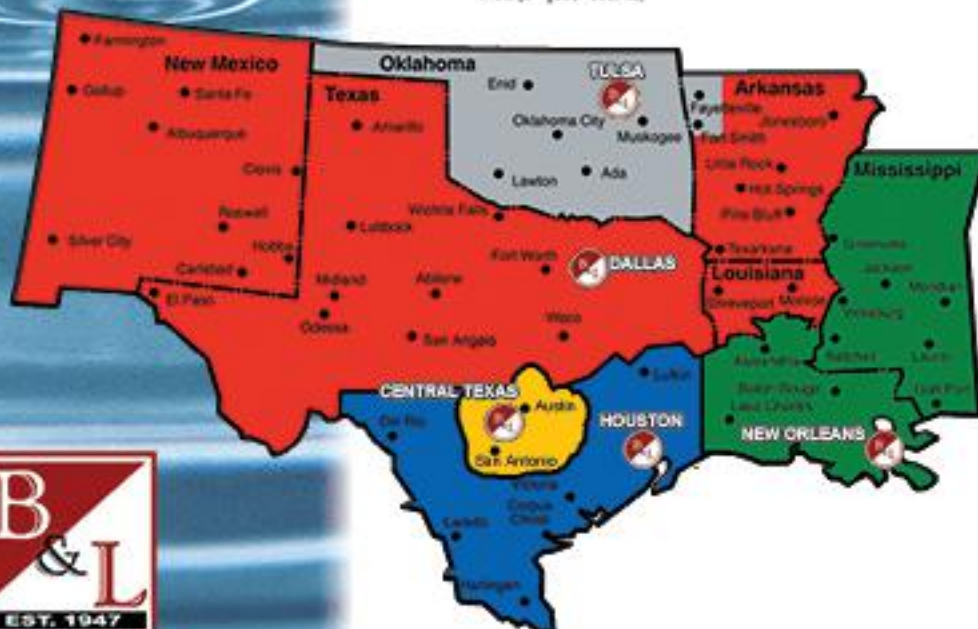 Farmington
New Mexico
Oklahoma
Gallup
Santa Fe
Texas
Enid
TULSA
Arkansas
Albuquerque
Amarillo
Oklahoma City
Muskogee
Fayetteville
Fort Smith
Jonesboro
Clovis
Lawton
Ada
Little Rock
Hot Springs
Mississippi
Roswell
Wichita Falls
Pine Bluff
Silver City
Lubbock
Hobbs
Fort Worth
DALLAS
Texarkana
Greenville
Carlsbad
Midland
Abilene
Louisiana
Jackson
Meridian
El Paso
Shreveport
Monroe
Vicksburg
Odessa
San Angelo
Waco
Alexandria
Natchez
Laurel
CENTRAL TEXAS
Lufkin
Baton Rouge
Gulf Port
Austin
Lake Charles
Del Rio
HOUSTON
NEW ORLEANS
San Antonio
Victoria
Corpus
Christi
Laredo
Harlingen
B
&
L
EST. 1947